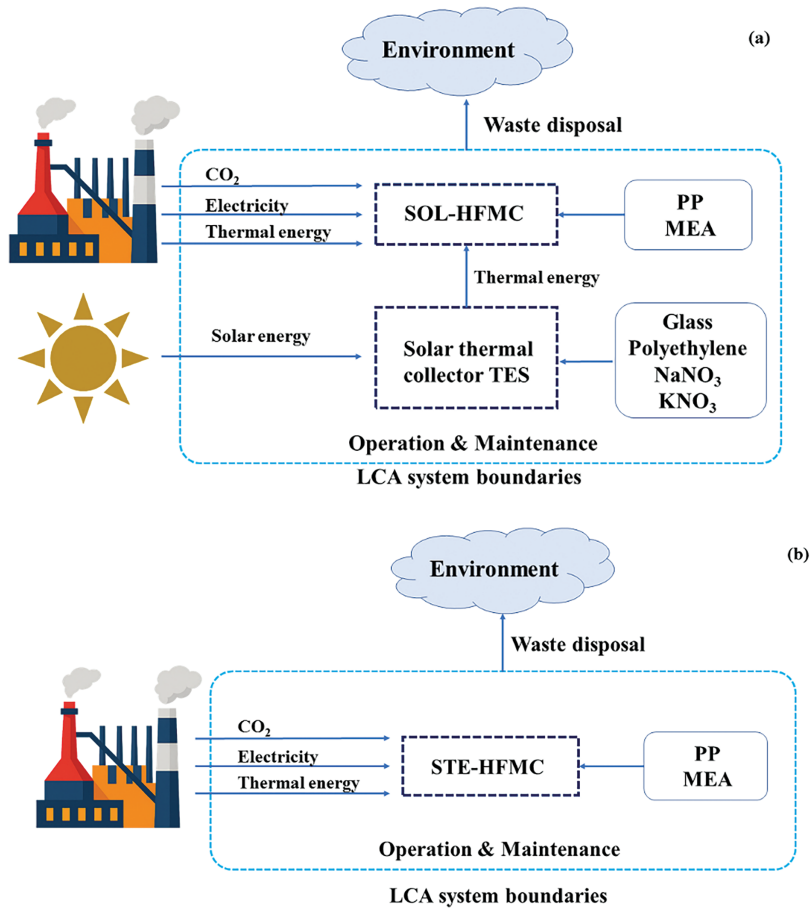 Environment
(a)
Waste disposal
CO₂
Electricity
Thermal energy
SOL-HFMC
PP
MEA
Thermal energy
Solar energy
Solar thermal
collector TES
Glass
Polyethylene
NaNO₃
KNO₃
Operation & Maintenance
LCA system boundaries
(b)
Environment
Waste disposal
CO₂
Electricity
Thermal energy
STE-HFMC
PP
MEA
Operation & Maintenance
LCA system boundaries